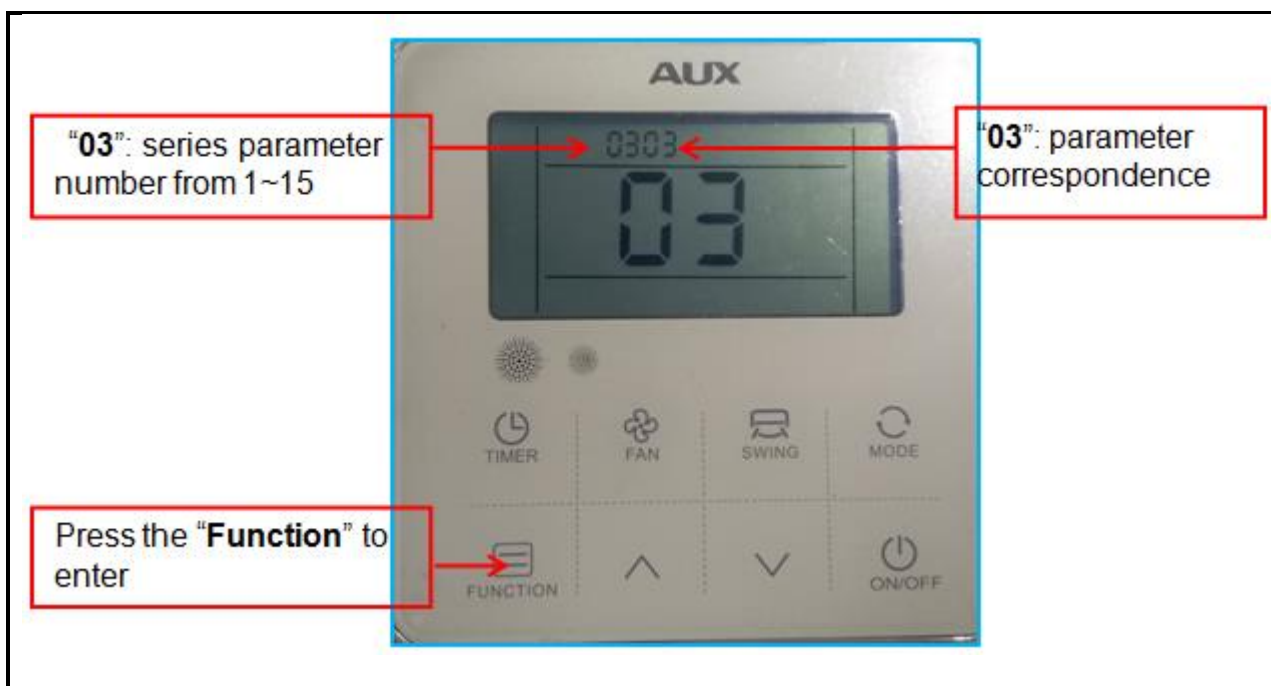 AUX
“03”: series parameter
number from 1~15
0303
“03”: parameter
correspondence
03
TIMER
FAN
SWING
MODE
Press the “Function” to
enter
FUNCTION
ON/OFF